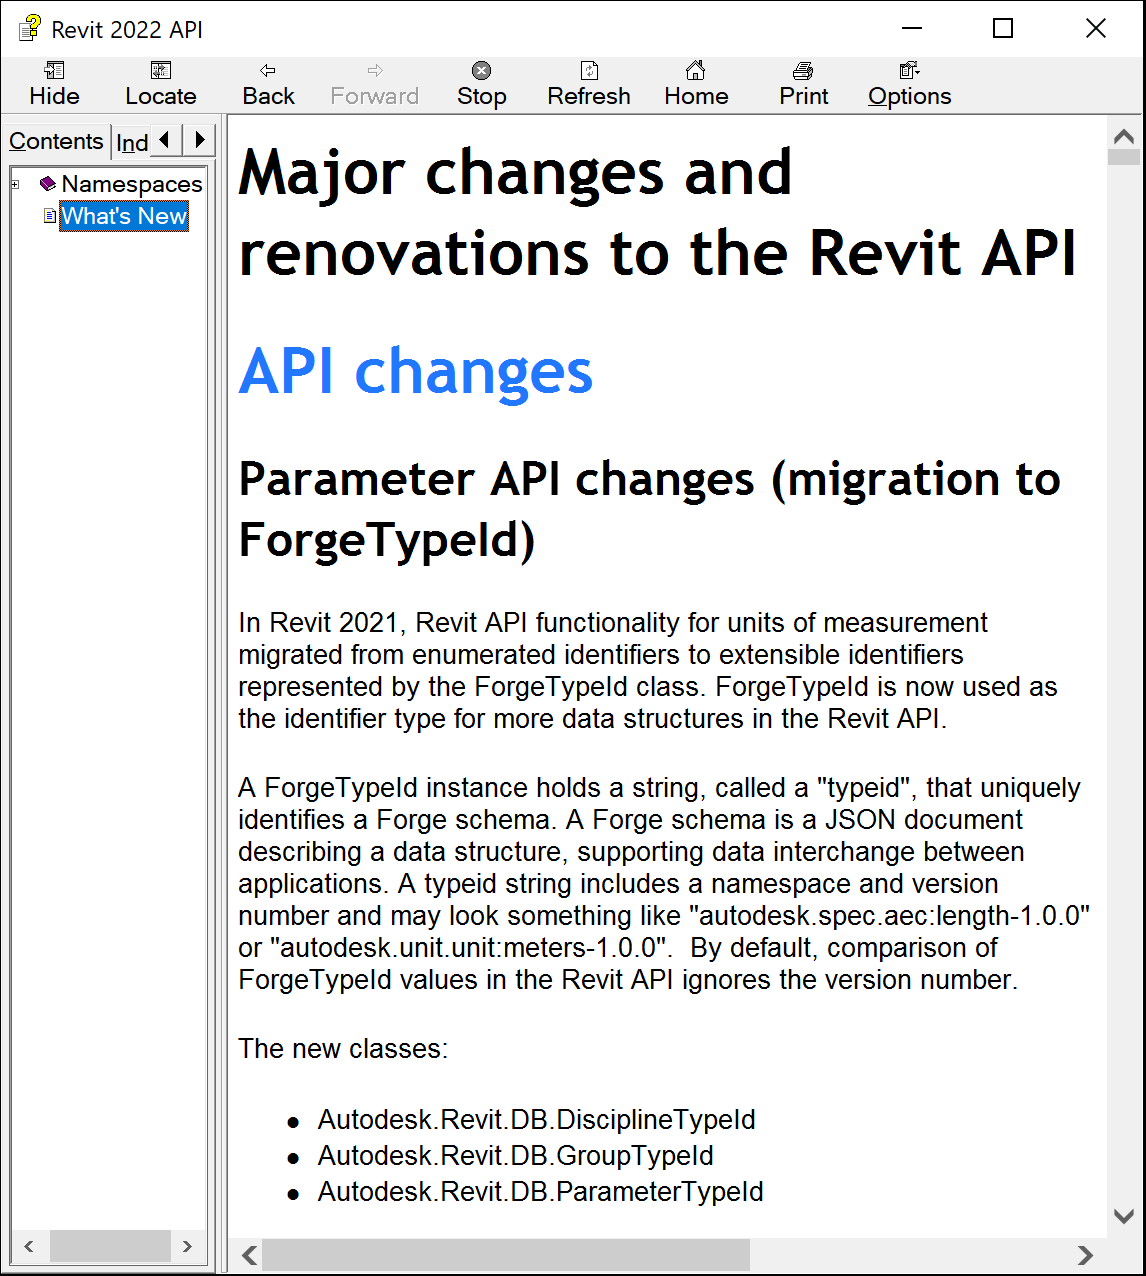 Revit 2022 API
Hide Locate Back Forward Stop Refresh Home Print Options
Contents Ind
Namespaces
What's New
Major changes and
renovations to the Revit API
API changes
Parameter API changes (migration to
ForgeTypeId)
In Revit 2021, Revit API functionality for units of measurement
migrated from enumerated identifiers to extensible identifiers
represented by the ForgeTypeId class. ForgeTypeId is now used as
the identifier type for more data structures in the Revit API.
A ForgeTypeId instance holds a string, called a "typeid", that uniquely
identifies a Forge schema. A Forge schema is a JSON document
describing a data structure, supporting data interchange between
applications. A typeid string includes a namespace and version
number and may look something like "autodesk.spec.aec:length-1.0.0"
or "autodesk.unit.unit:meters-1.0.0".  By default, comparison of
ForgeTypeId values in the Revit API ignores the version number.
The new classes:
● Autodesk.Revit.DB.DisciplineTypeId
● Autodesk.Revit.DB.GroupTypeId
● Autodesk.Revit.DB.ParameterTypeId